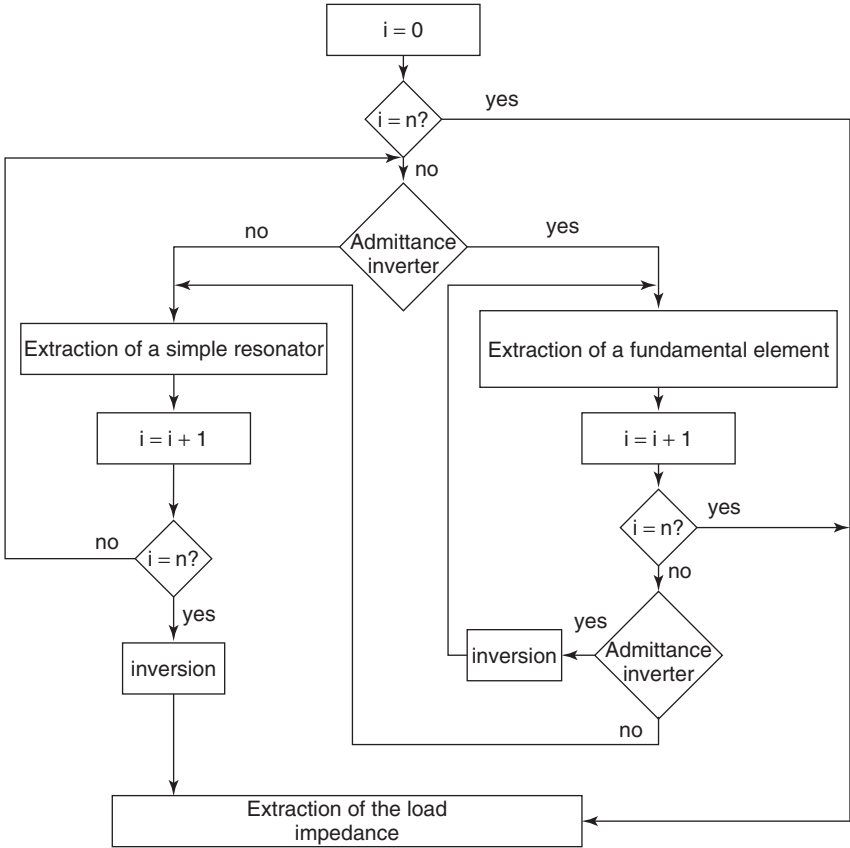 i = 0
i = n?
yes
no
Admittance
inverter
no
yes
Extraction of a simple resonator
Extraction of a fundamental element
i = i + 1
i = i + 1
i = n?
yes
no
i = n?
no
yes
Admittance
inverter
yes
inversion
no
inversion
Extraction of the load
impedance